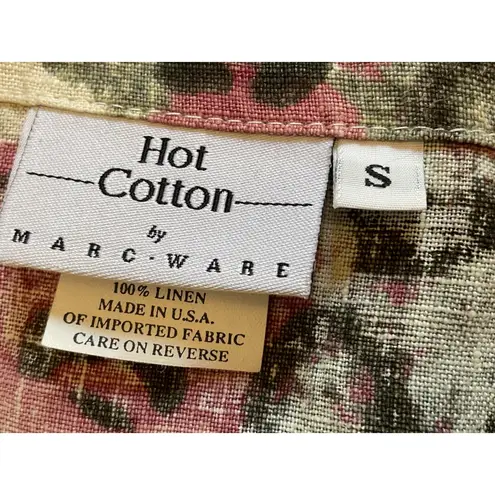 Hot
Cotton
by
MARC·WARE
S
100% LINEN
MADE IN U.S.A.
OF IMPORTED FABRIC
CARE ON REVERSE